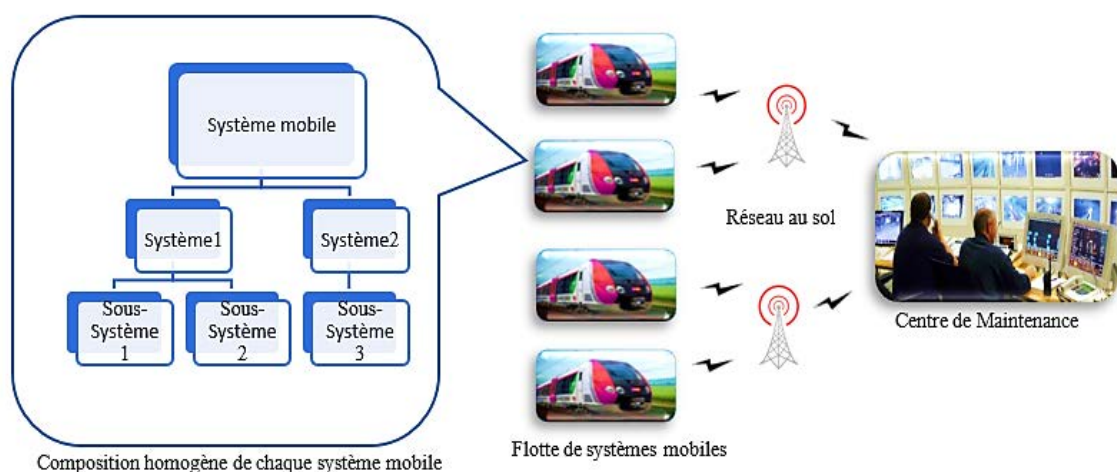 Système mobile
Système1
Système2
Sous-
Système
1
Sous-
Système
2
Sous-
Système
3
Composition homogène de chaque système mobile
Flotte de systèmes mobiles
Réseau au sol
Centre de Maintenance